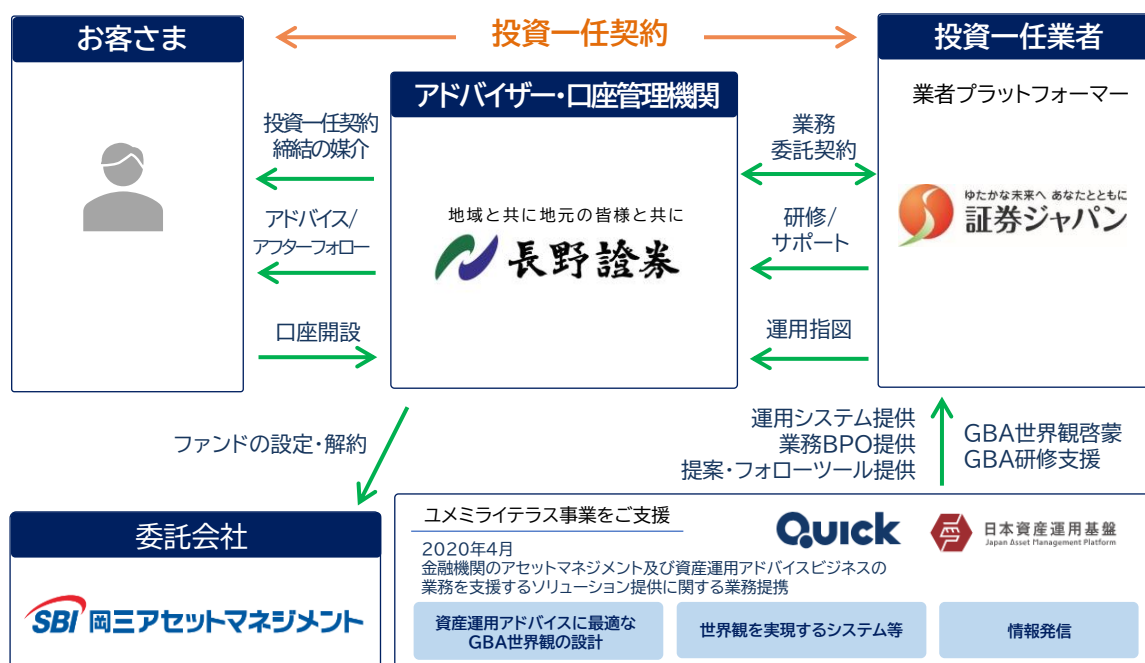 お客さま
投資一任契約
投資一任業者
アドバイザー・口座管理機関
業者プラットフォーマー
投資一任契約
締結の媒介
業務
委託契約
ゆたかな未来へ あなたとともに
証券ジャパン
地域と共に地元の皆様と共に
長野證券
アドバイス/
アフターフォロー
研修/
サポート
口座開設
運用指図
ファンドの設定・解約
運用システム提供
業務BPO提供
提案・フォローツール提供
GBA世界観啓蒙
GBA研修支援
委託会社
SBI 岡三アセットマネジメント
ユメミライテラス事業をご支援
QUICK
日本資産運用基盤
Japan Asset Management Platform
2020年4月
金融機関のアセットマネジメント及び資産運用アドバイスビジネスの
業務を支援するソリューション提供に関する業務提携
資産運用アドバイスに最適な
GBA世界観の設計
世界観を実現するシステム等
情報発信